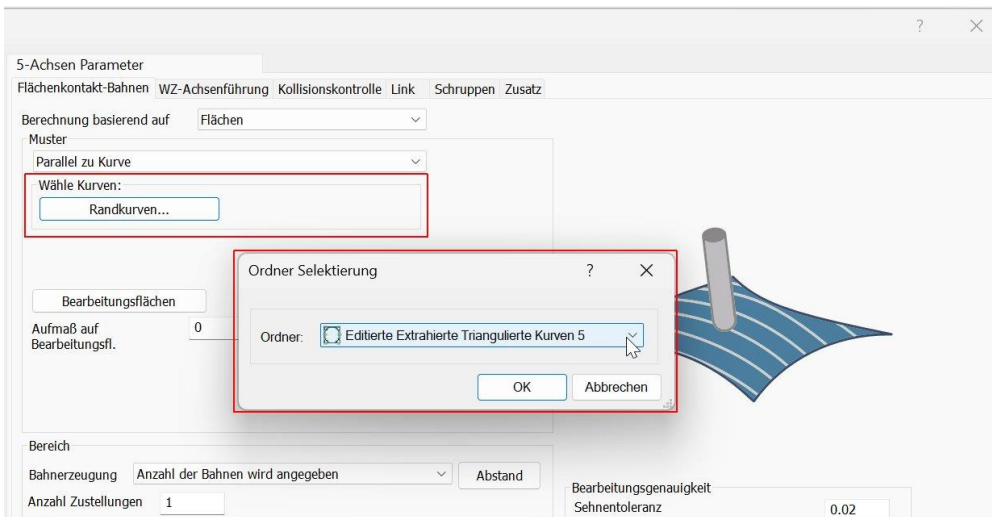 ?
5-Achsen Parameter
Flächenkontakt-Bahnen WZ-Achsenführung Kollisionskontrolle Link Schruppen Zusatz
Berechnung basierend auf Flächen
Muster
Parallel zu Kurve
Wähle Kurven:
Randkurven...
Ordner Selektierung ?
Ordner: Editierte Extrahierte Triangulierte Kurven 5
OK Abbrechen
Bearbeitungsflächen
Aufmaß auf Bearbeitungsfl. 0
Bereich
Bahnerzeugung Anzahl der Bahnen wird angegeben Abstand
Anzahl Zustellungen 1
Bearbeitungsgenauigkeit
Sehnentoleranz 0.02